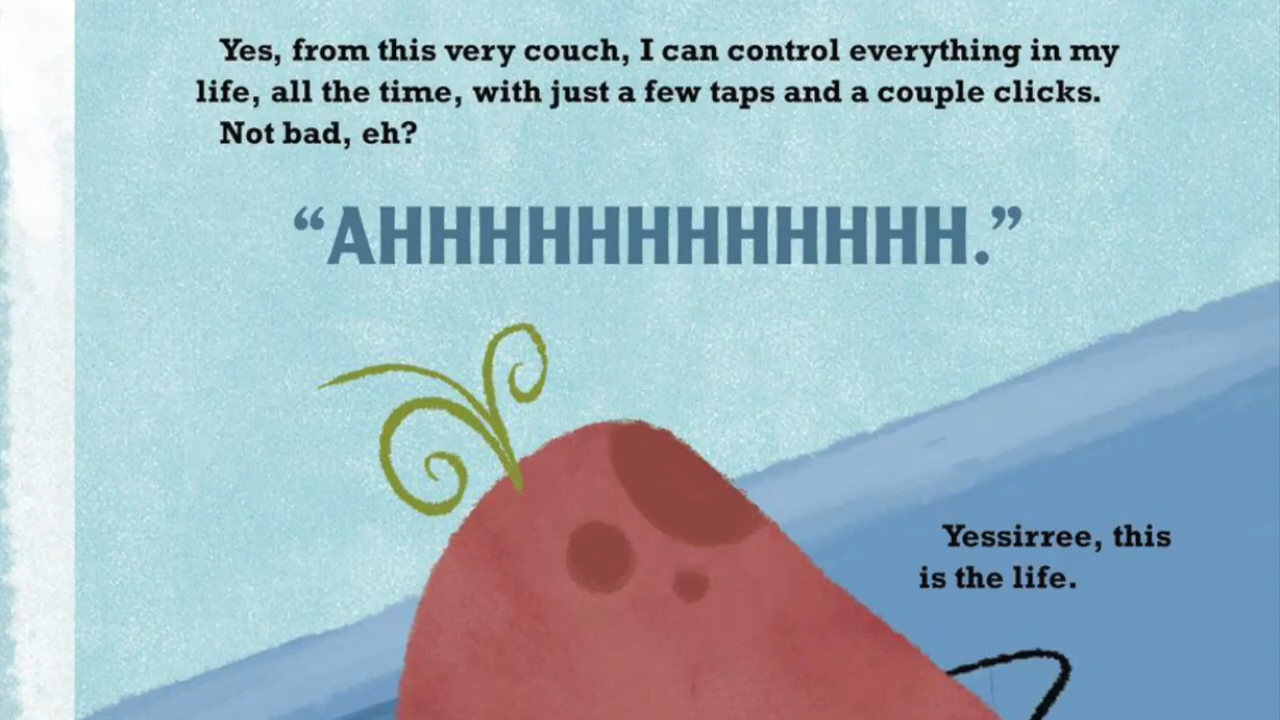 Yes, from this very couch, I can control everything in my
life, all the time, with just a few taps and a couple clicks.
Not bad, eh?
“AHHHHHHHHHHHHH.”
Yessirree, this
is the life.